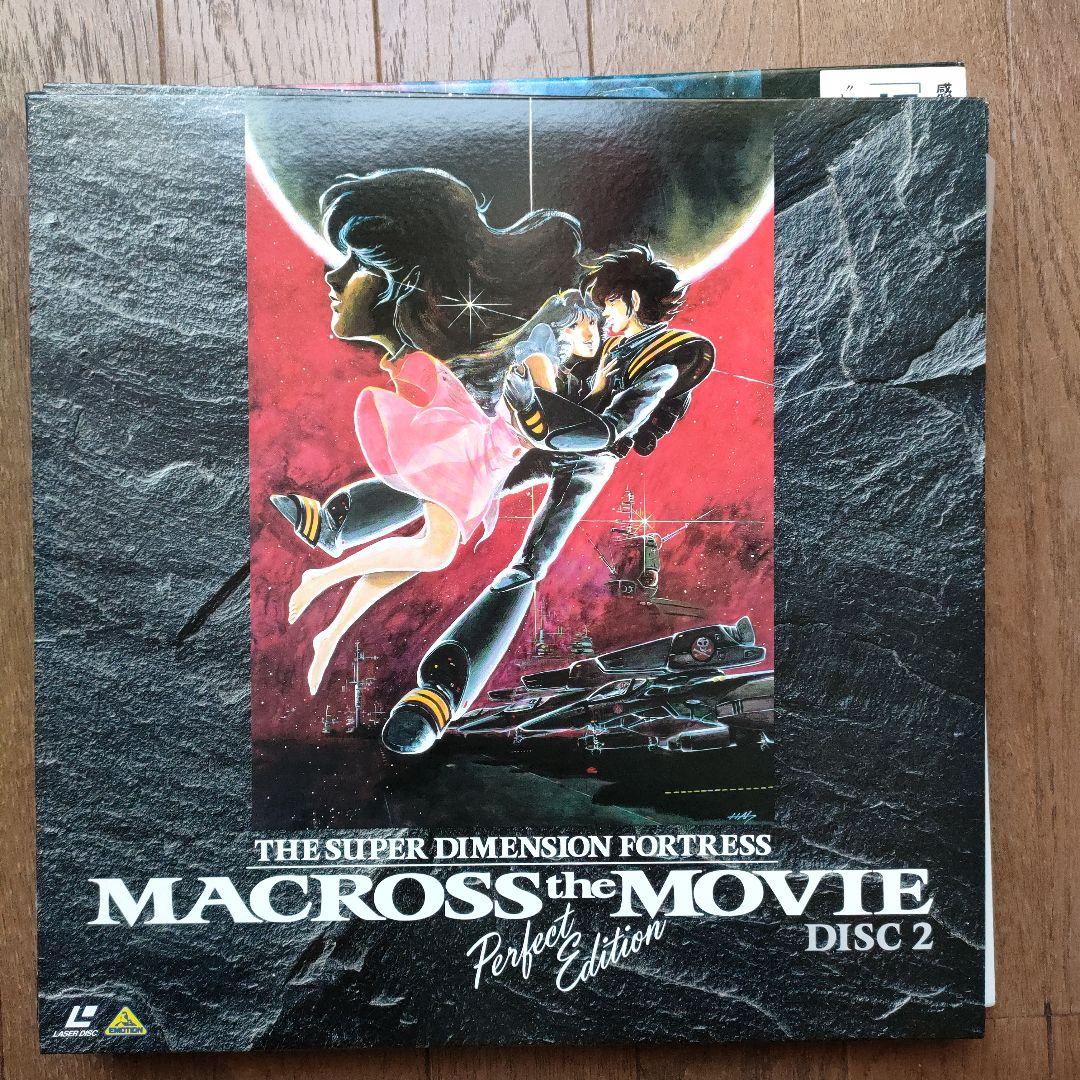 THE SUPER DIMENSION FORTRESS
MACROSS the MOVIE
Perfect
Edition
DISC 2
LASER DISC
EMOTION